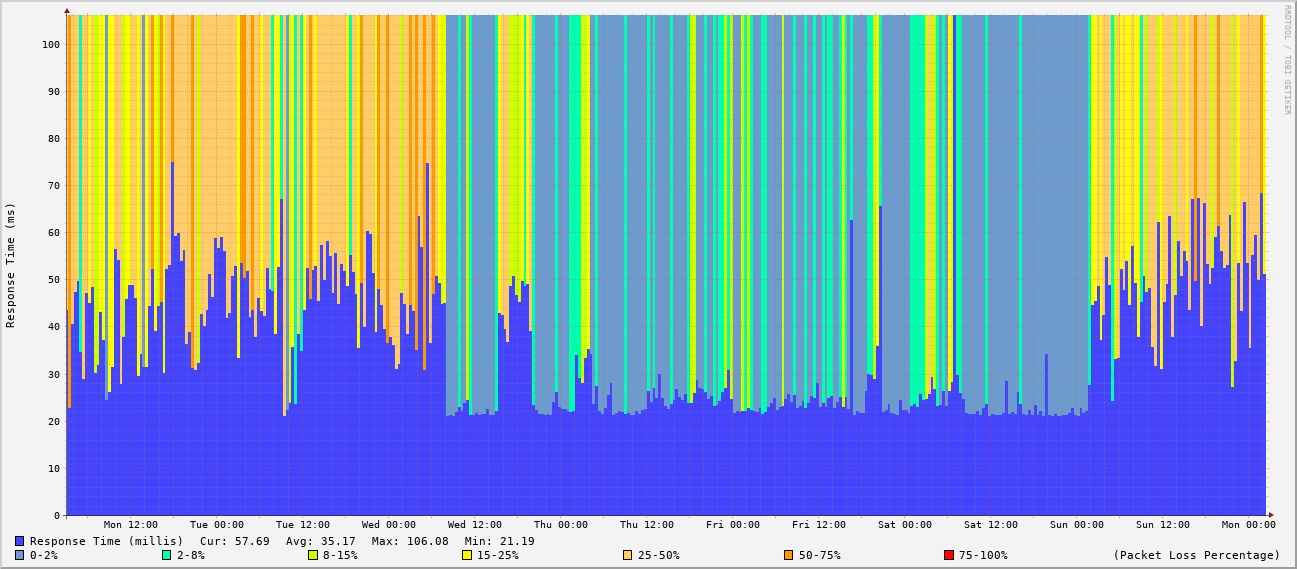 RRDTOOL / TOBI OETIKER
Response Time (ms)
100
90
80
70
60
50
40
30
20
10
0
Mon 12:00 Tue 00:00 Tue 12:00 Wed 00:00 Wed 12:00 Thu 00:00 Thu 12:00 Fri 00:00 Fri 12:00 Sat 00:00 Sat 12:00 Sun 00:00 Sun 12:00 Mon 00:00
Response Time (millis) Cur: 57.69 Avg: 35.17 Max: 106.08 Min: 21.19
0-2% 2-8% 8-15% 15-25% 25-50% 50-75% 75-100% (Packet Loss Percentage)